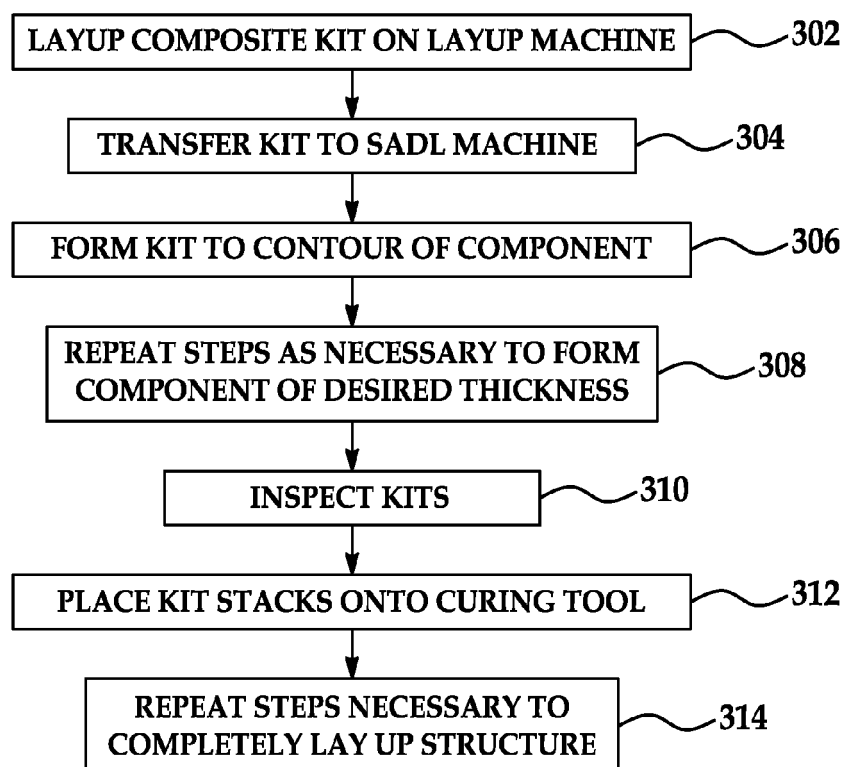 LAYUP COMPOSITE KIT ON LAYUP MACHINE 302
TRANSFER KIT TO SADL MACHINE 304
FORM KIT TO CONTOUR OF COMPONENT 306
REPEAT STEPS AS NECESSARY TO FORM
COMPONENT OF DESIRED THICKNESS 308
INSPECT KITS 310
PLACE KIT STACKS ONTO CURING TOOL 312
REPEAT STEPS NECESSARY TO
COMPLETELY LAY UP STRUCTURE 314